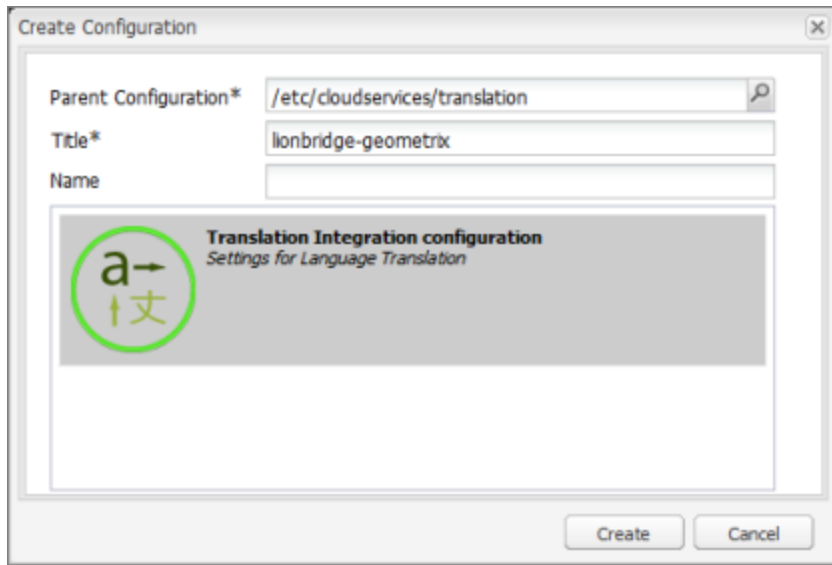 Create Configuration
Parent Configuration* /etc/cloudservices/translation
Title* lionbridge-geometrix
Name
Translation Integration configuration
Settings for Language Translation
a
丈
Create Cancel